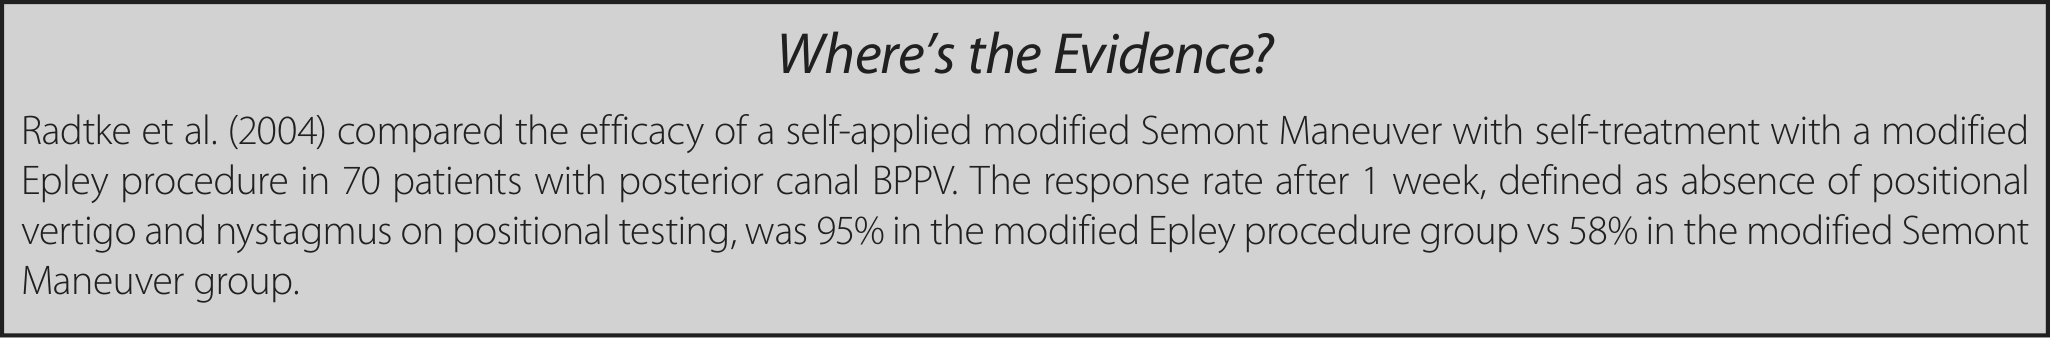 Where’s the Evidence?
Radtke et al. (2004) compared the efficacy of a self-applied modified Semont Maneuver with self-treatment with a modified
Epley procedure in 70 patients with posterior canal BPPV. The response rate after 1 week, defined as absence of positional
vertigo and nystagmus on positional testing, was 95% in the modified Epley procedure group vs 58% in the modified Semont
Maneuver group.